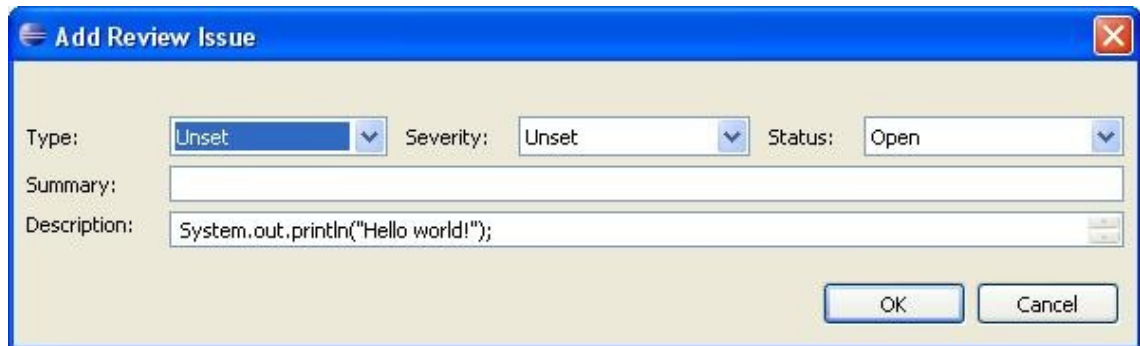 Add Review Issue
Type: Unset Severity: Unset Status: Open
Summary:
Description: System.out.println("Hello world!");
OK Cancel